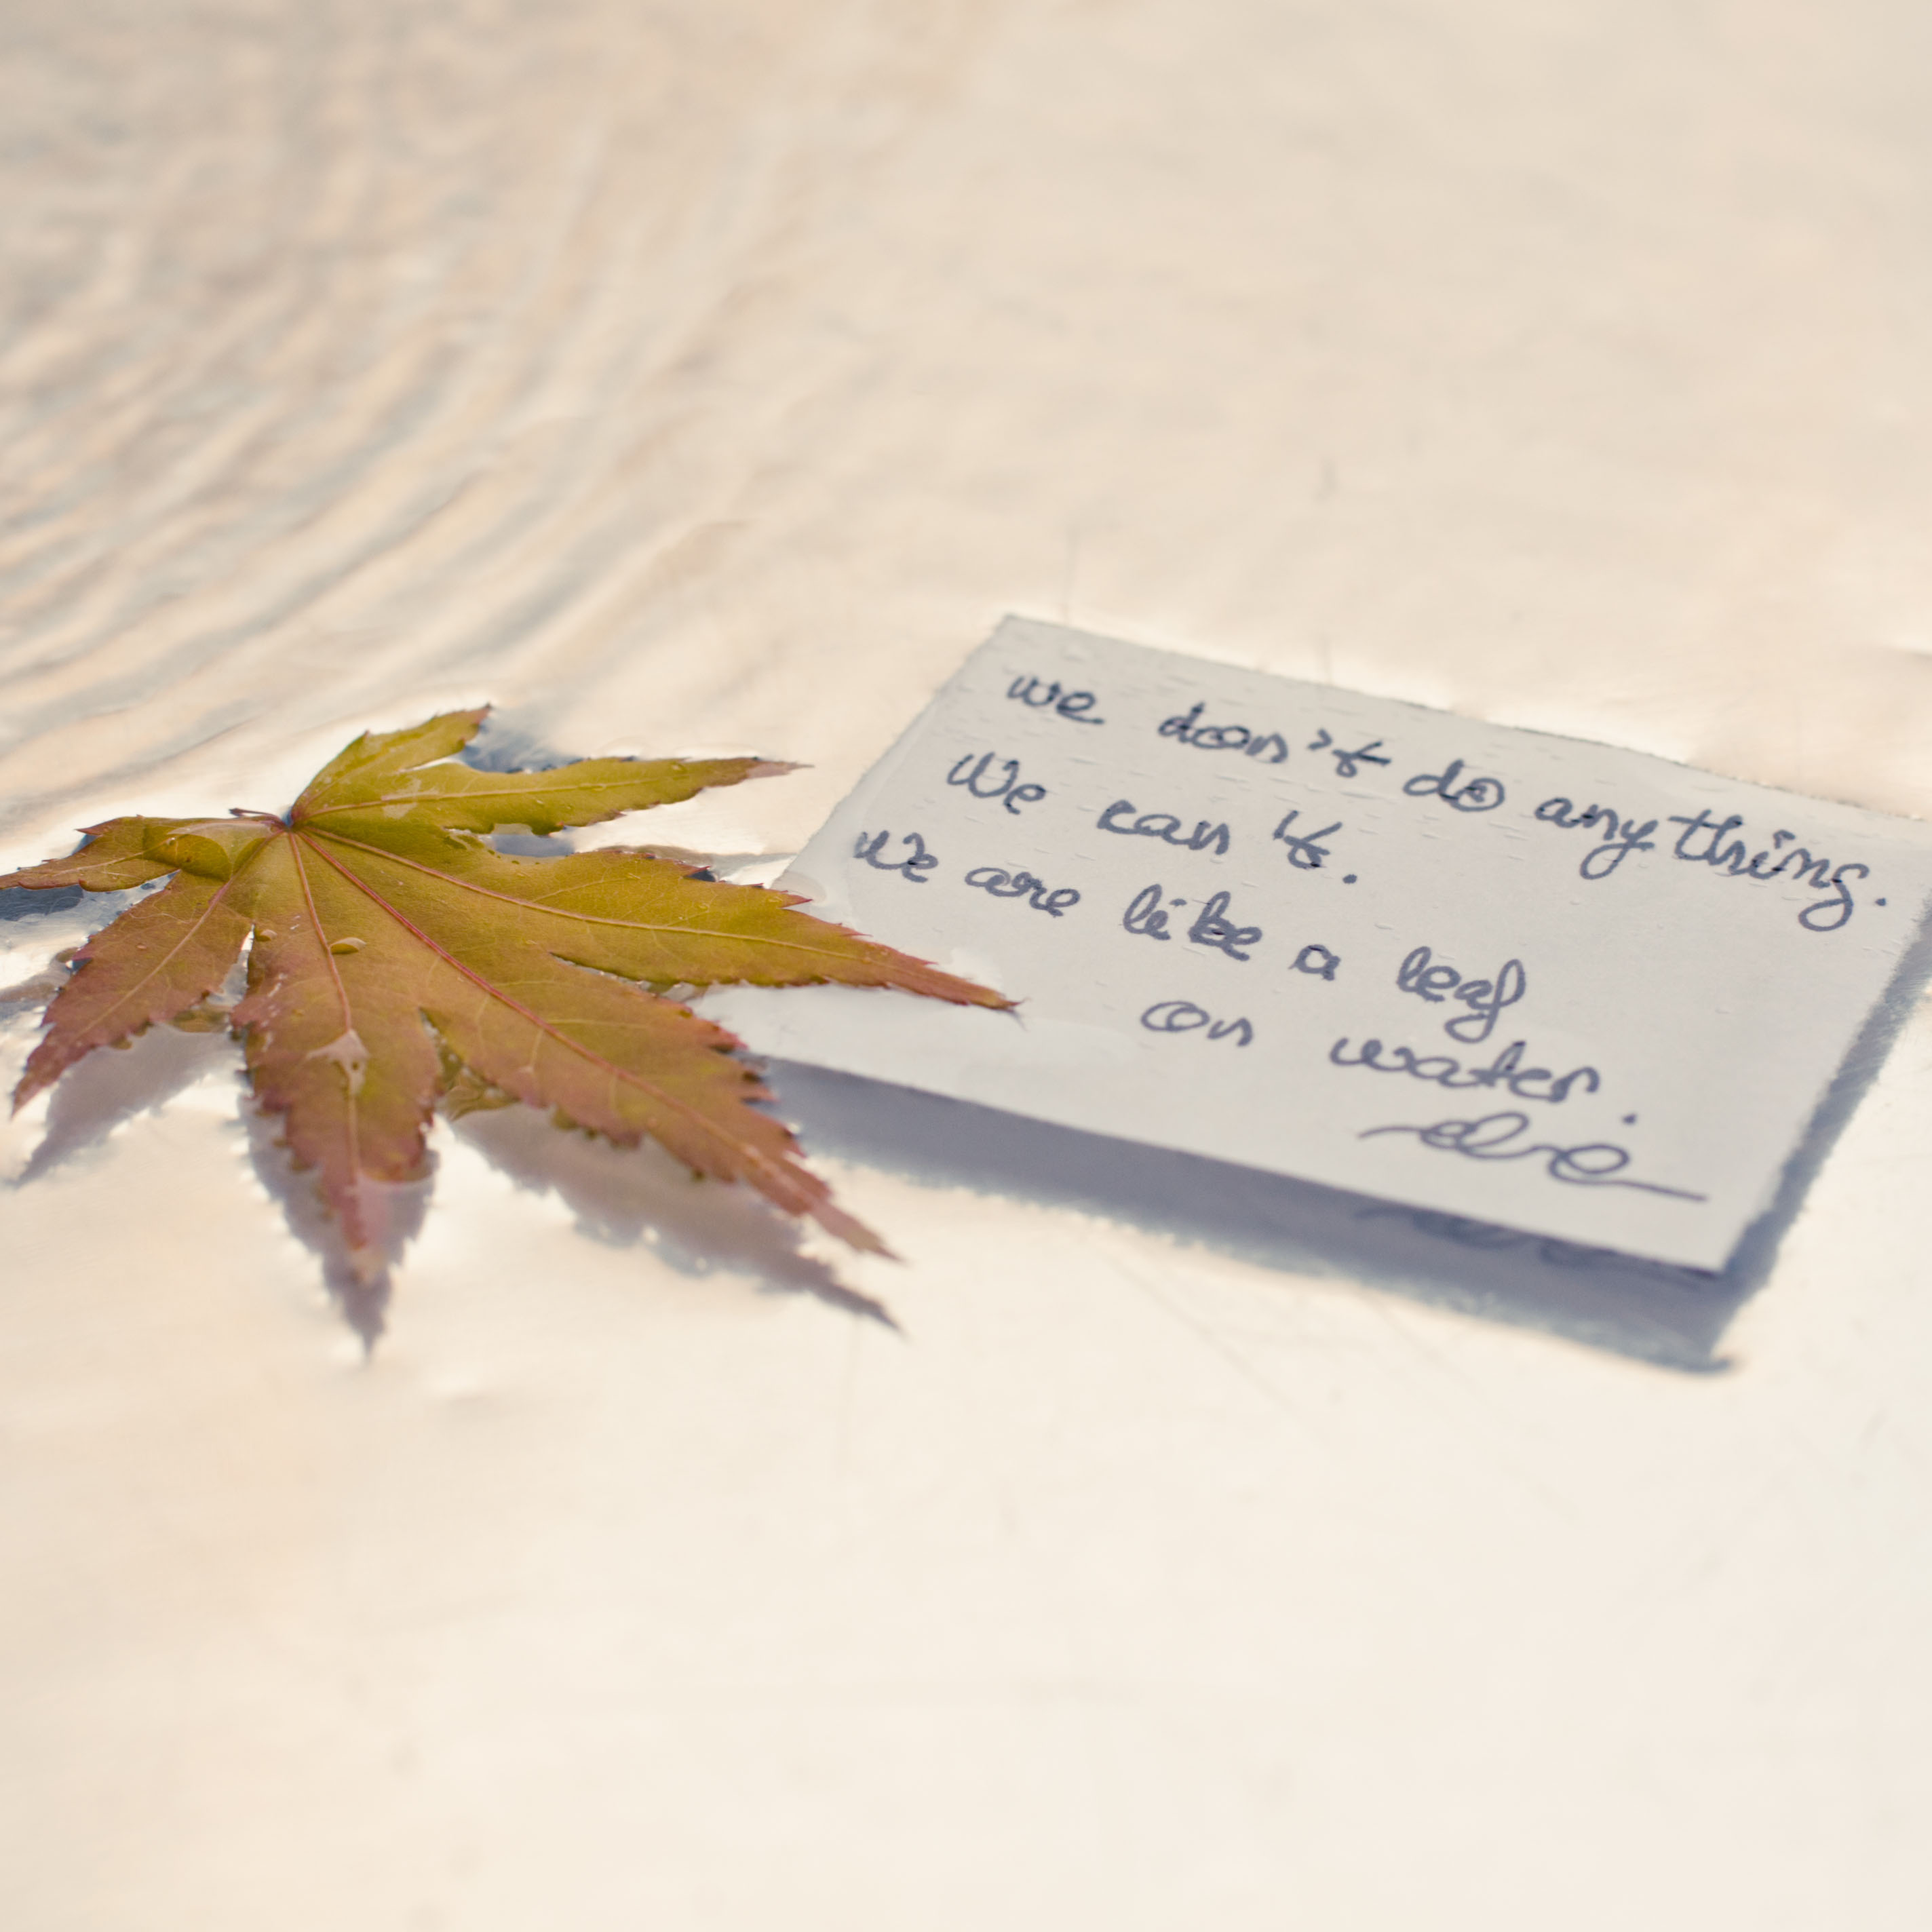 we don't do anything.
We can't.
We are like a leaf
on water.